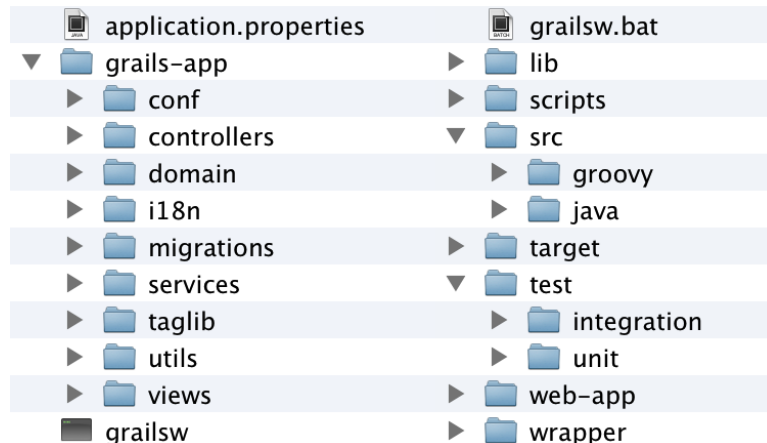 application.properties
grails-app
conf
controllers
domain
i18n
migrations
services
taglib
utils
views
grailsw
grailsw.bat
lib
scripts
src
groovy
java
target
test
integration
unit
web-app
wrapper